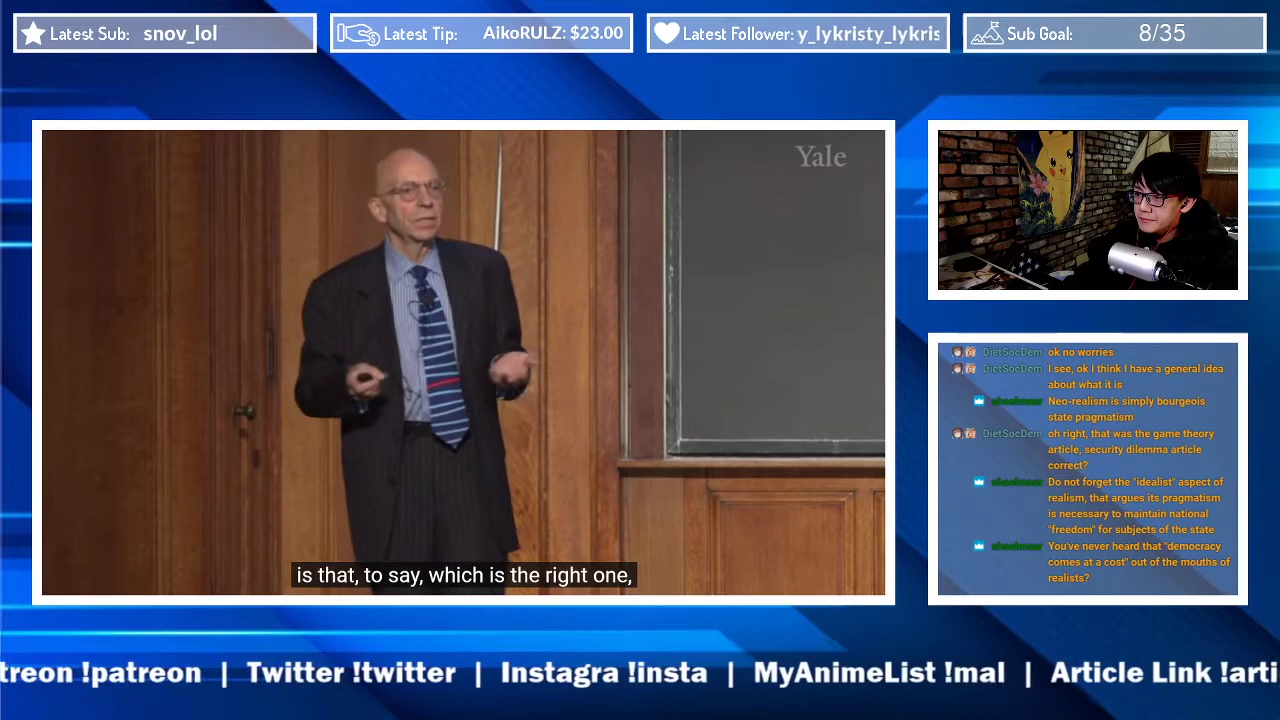 Latest Sub: snov_lol
Latest Tip: AikoRULZ: $23.00
Latest Follower: y_lykristy_lykris
Sub Goal: 8/35
Yale
is that, to say, which is the right one,
DietSocDem ok no worries
DietSocDem I see, ok I think I have a general idea
about what it is
Neo-realism is simply bourgeois
state pragmatism
DietSocDem oh right, that was the game theory
article, security dilemma article
correct?
Do not forget the "idealist" aspect of
realism, that argues its pragmatism
is necessary to maintain national
"freedom" for subjects of the state
You've never heard that "democracy
comes at a cost" out of the mouths of
realists?
treon !patreon | Twitter !twitter | Instagra !insta | MyAnimeList !mal | Article Link !arti